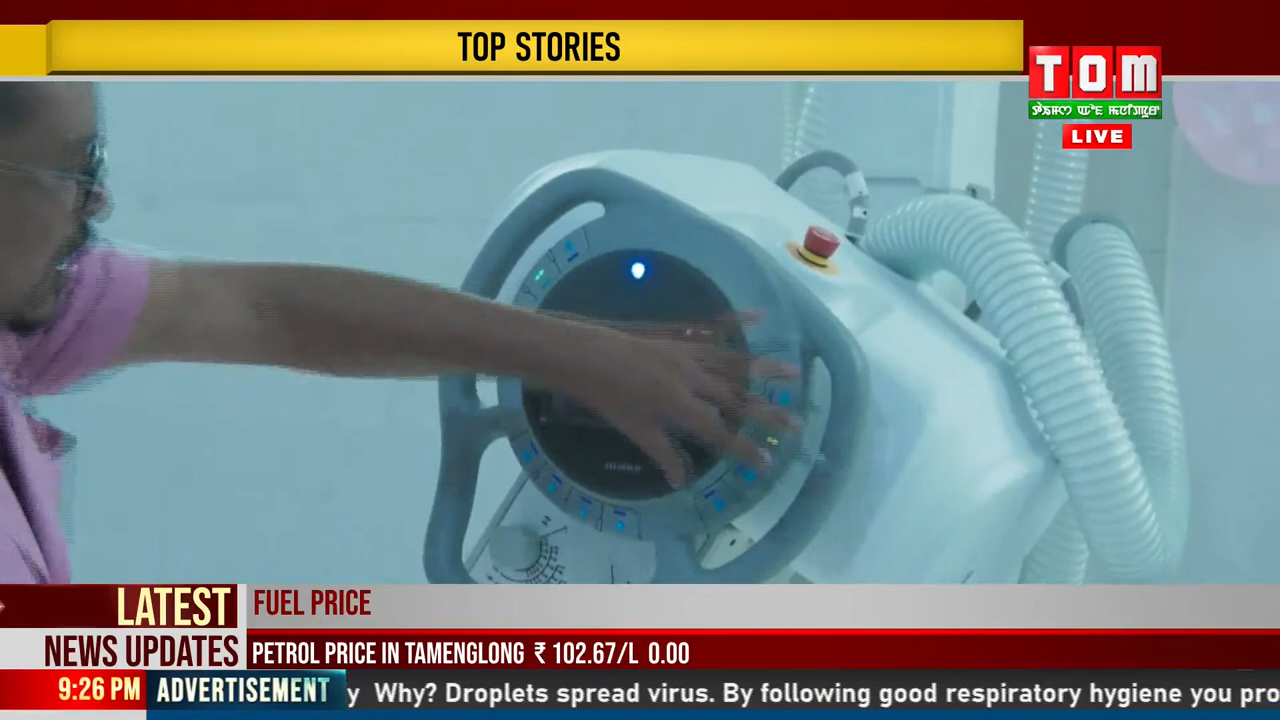 TOP STORIES
TOM
LIVE
LATEST
NEWS UPDATES
FUEL PRICE
PETROL PRICE IN TAMENGLONG ₹ 102.67/L 0.00
9:26 PM
ADVERTISEMENT
y Why? Droplets spread virus. By following good respiratory hygiene you pro